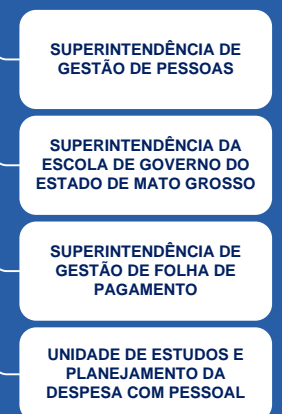 SUPERINTENDÊNCIA DE
GESTÃO DE PESSOAS
SUPERINTENDÊNCIA DA
ESCOLA DE GOVERNO DO
ESTADO DE MATO GROSSO
SUPERINTENDÊNCIA DE
GESTÃO DE FOLHA DE
PAGAMENTO
UNIDADE DE ESTUDOS E
PLANEJAMENTO DA
DESPESA COM PESSOAL